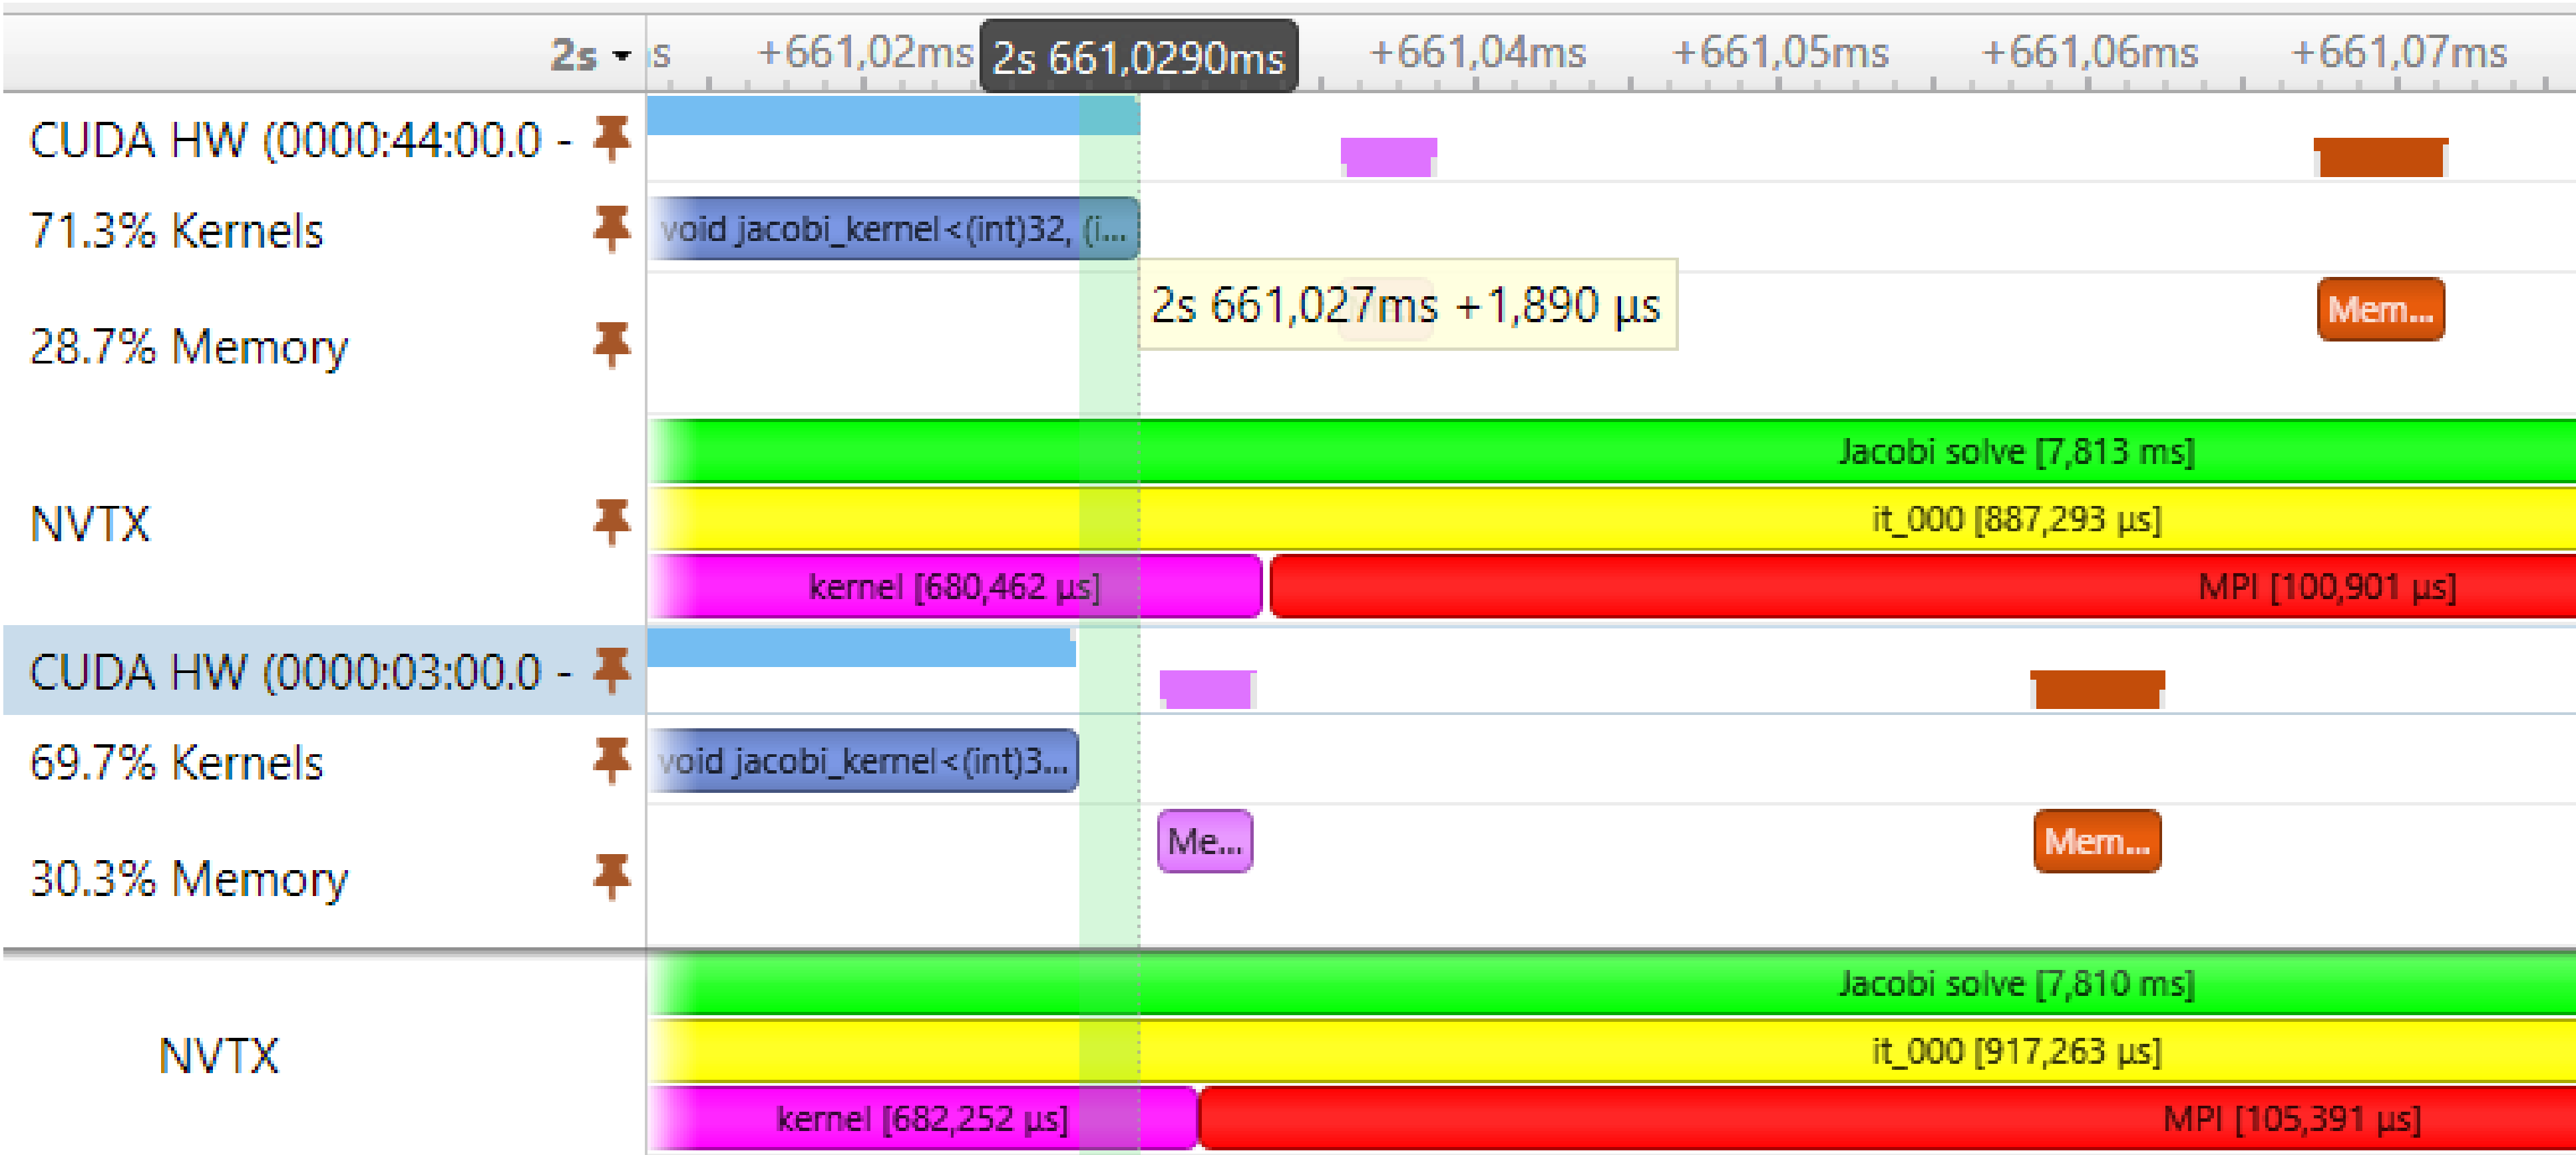 2s ıs +661,02ms 2s 661,0290ms +661,04ms +661,05ms +661,06ms +661,07ms
CUDA HW (0000:44:00.0 -
71.3% Kernels void jacobi_kernel<(int)32, (i...
2s 661,027ms +1,890 µs Mem...
28.7% Memory
Jacobi solve [7,813 ms]
NVTX it_000 [887,293 µs]
kernel [680,462 µs] MPI [100,901 µs]
CUDA HW (0000:03:00.0 -
69.7% Kernels void jacobi_kernel<(int)3...
Me... Mem...
30.3% Memory
Jacobi solve [7,810 ms]
NVTX it_000 [917,263 µs]
kernel [682,252 µs] MPI [105,391 µs]